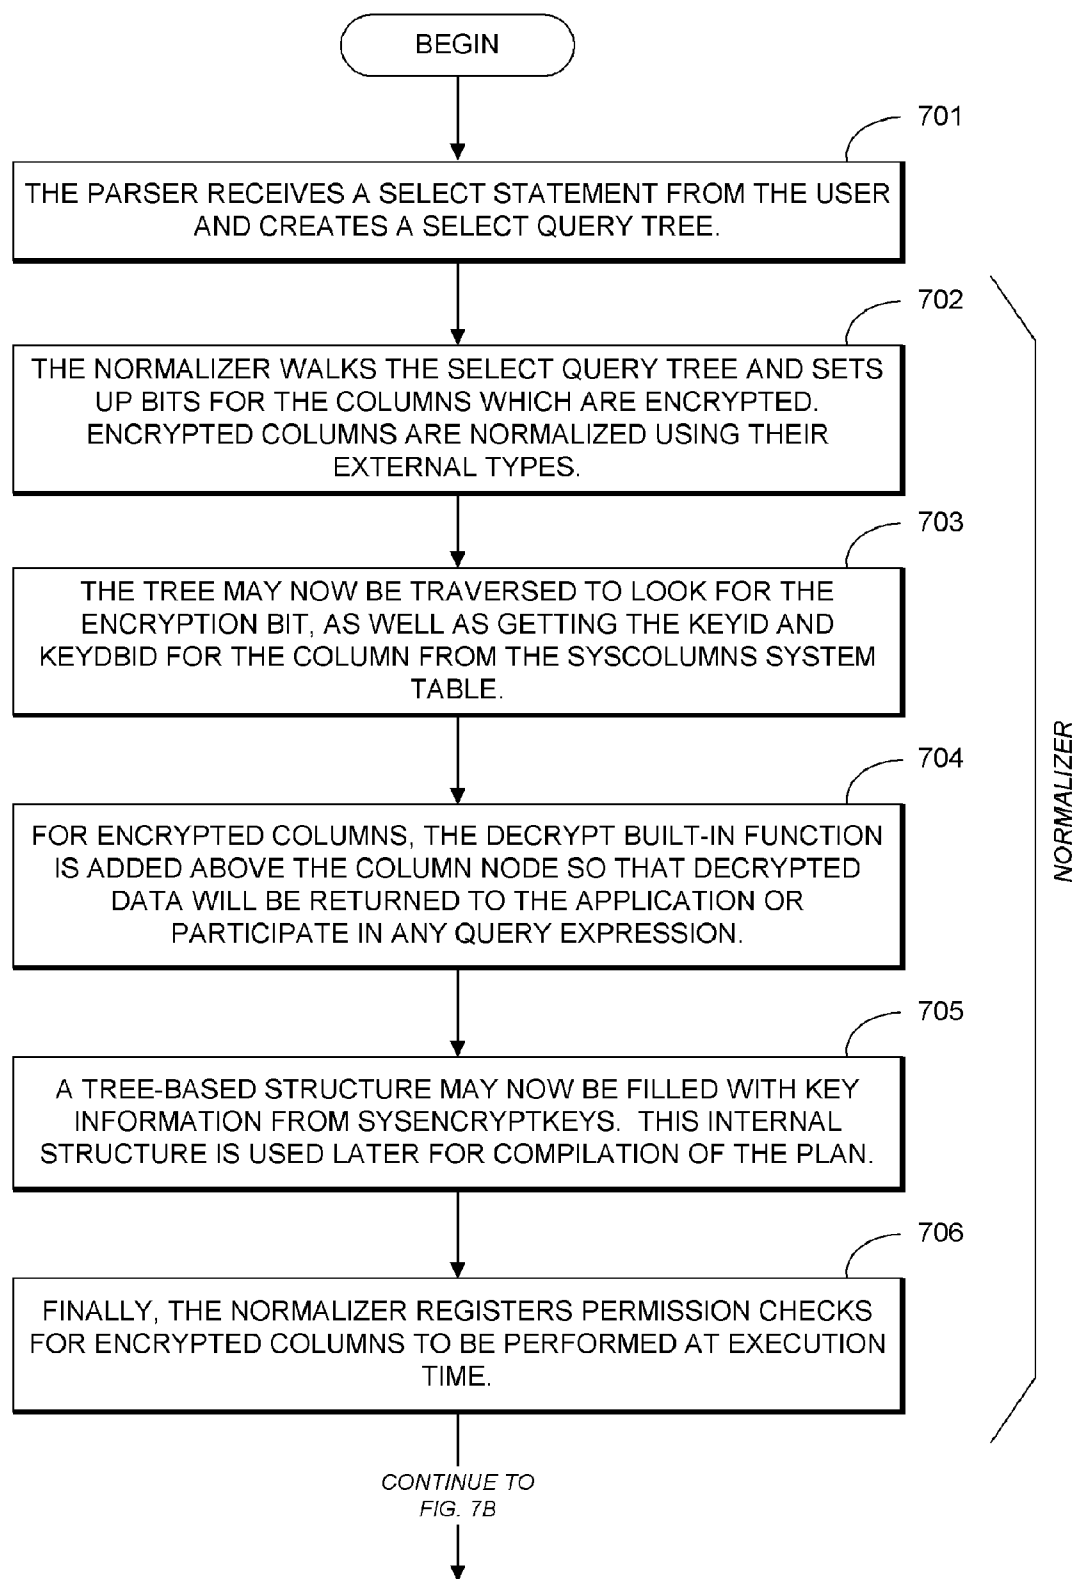 BEGIN
701
THE PARSER RECEIVES A SELECT STATEMENT FROM THE USER
AND CREATES A SELECT QUERY TREE.
702
THE NORMALIZER WALKS THE SELECT QUERY TREE AND SETS
UP BITS FOR THE COLUMNS WHICH ARE ENCRYPTED.
ENCRYPTED COLUMNS ARE NORMALIZED USING THEIR
EXTERNAL TYPES.
703
THE TREE MAY NOW BE TRAVERSED TO LOOK FOR THE
ENCRYPTION BIT, AS WELL AS GETTING THE KEYID AND
KEYDBID FOR THE COLUMN FROM THE SYSCOLUMNS SYSTEM
TABLE.
704
FOR ENCRYPTED COLUMNS, THE DECRYPT BUILT-IN FUNCTION
IS ADDED ABOVE THE COLUMN NODE SO THAT DECRYPTED
DATA WILL BE RETURNED TO THE APPLICATION OR
PARTICIPATE IN ANY QUERY EXPRESSION.
705
A TREE-BASED STRUCTURE MAY NOW BE FILLED WITH KEY
INFORMATION FROM SYSENCRYPTKEYS.  THIS INTERNAL
STRUCTURE IS USED LATER FOR COMPILATION OF THE PLAN.
706
FINALLY, THE NORMALIZER REGISTERS PERMISSION CHECKS
FOR ENCRYPTED COLUMNS TO BE PERFORMED AT EXECUTION
TIME.
NORMALIZER
CONTINUE TO
FIG. 7B